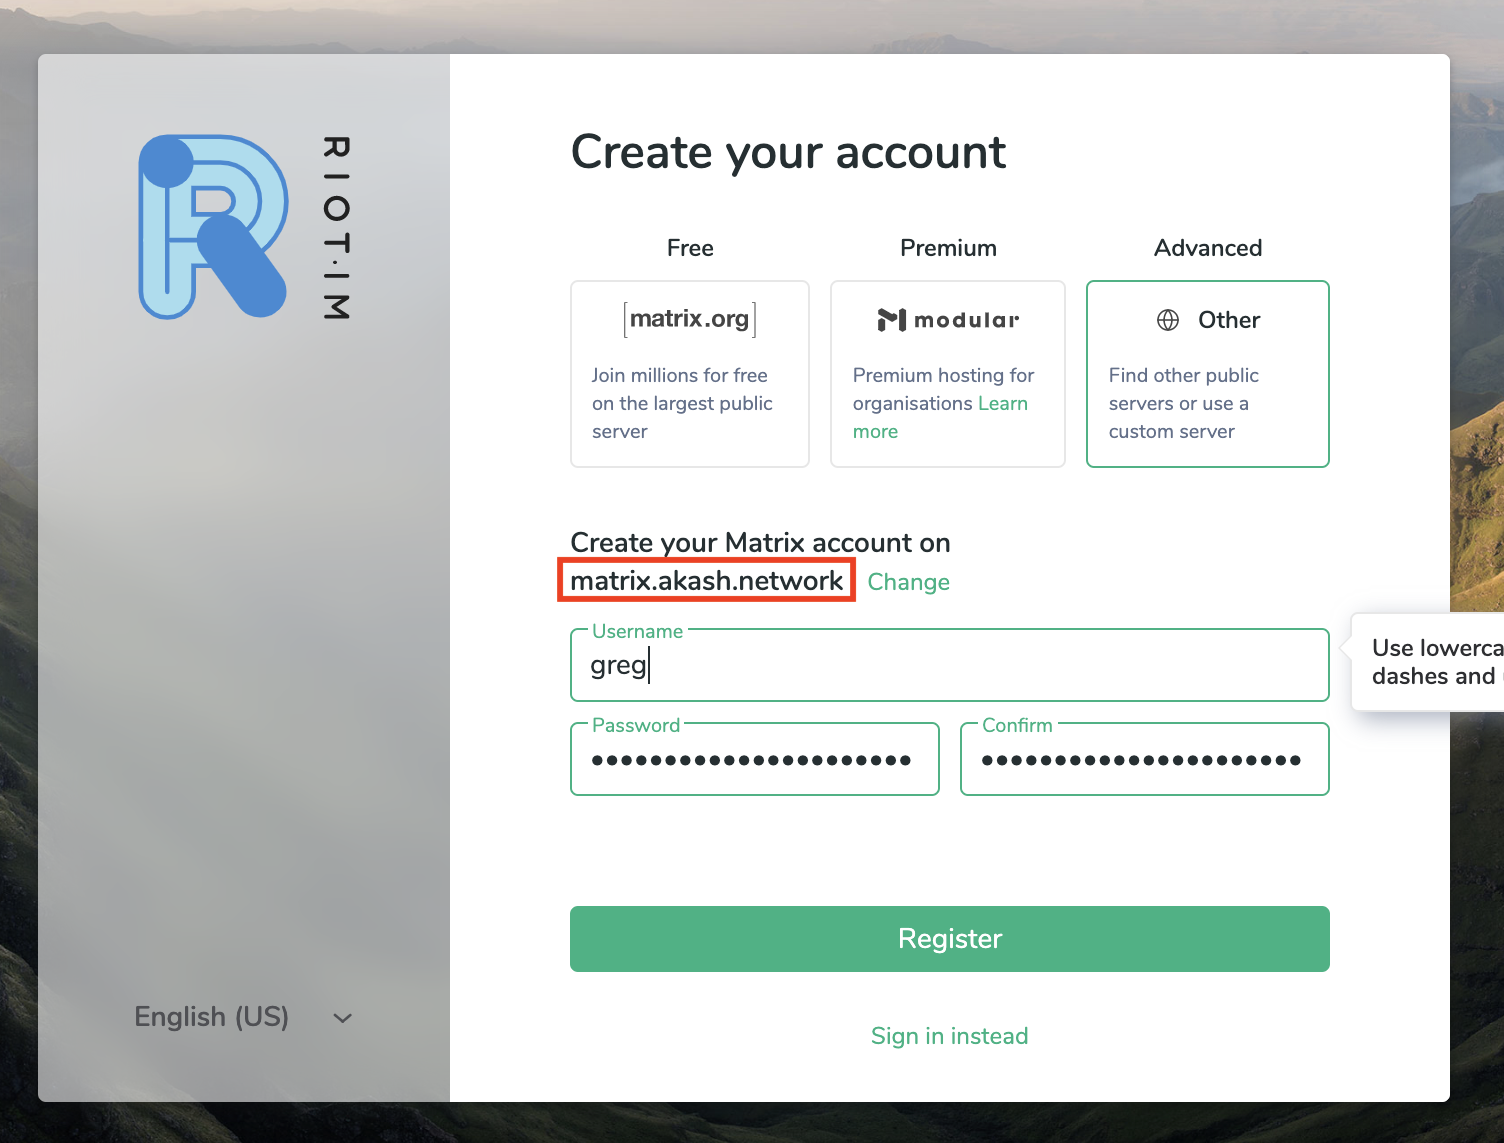 RIOT.IM
Create your account
Free
Premium
Advanced
[matrix.org]
modular
Other
Join millions for free
on the largest public
server
Premium hosting for
organisations Learn
more
Find other public
servers or use a
custom server
Create your Matrix account on
matrix.akash.network Change
Username
greg
Use lowerca
dashes and
Password
Confirm
Register
English (US)
Sign in instead